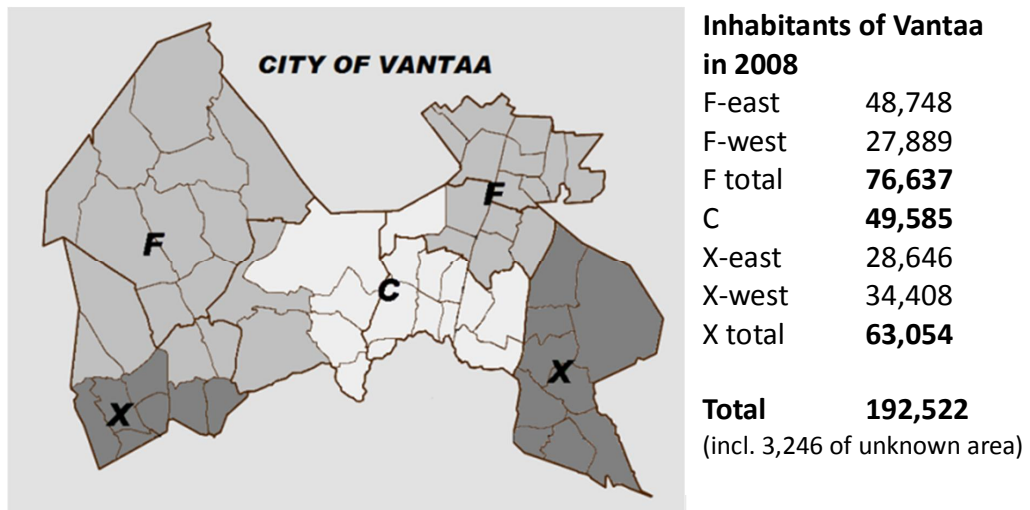 CITY OF VANTAA
F
F
C
X
X
Inhabitants of Vantaa
in 2008
F-east 48,748
F-west 27,889
F total 76,637
C 49,585
X-east 28,646
X-west 34,408
X total 63,054
Total 192,522
(incl. 3,246 of unknown area)